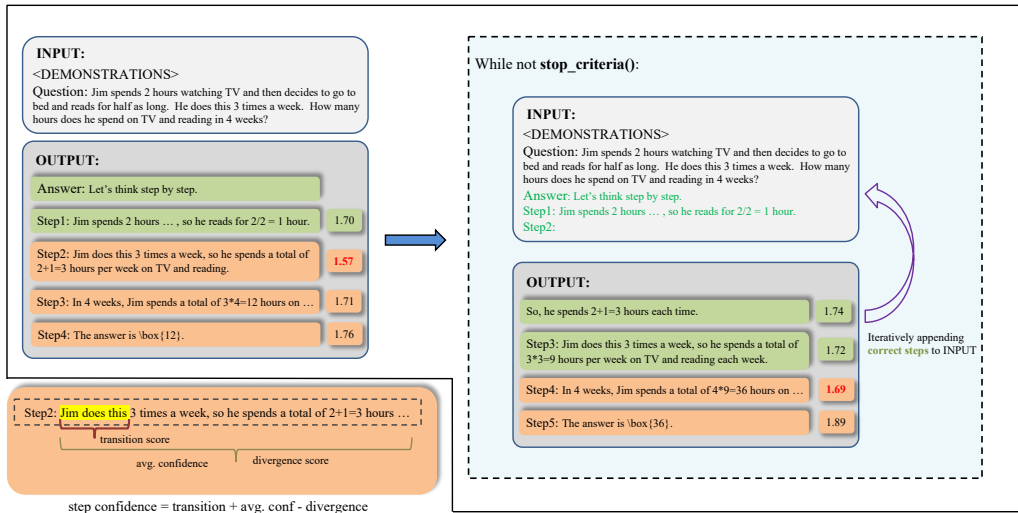 INPUT:
<DEMONSTRATIONS>
Question: Jim spends 2 hours watching TV and then decides to go to
bed and reads for half as long. He does this 3 times a week. How many
hours does he spend on TV and reading in 4 weeks?
OUTPUT:
Answer: Let's think step by step.
Step1: Jim spends 2 hours … , so he reads for 2/2 = 1 hour.
1.70
Step2: Jim does this 3 times a week, so he spends a total of
2+1=3 hours per week on TV and reading.
1.57
Step3: In 4 weeks, Jim spends a total of 3*4=12 hours on …
1.71
Step4: The answer is \box{12}.
1.76
Step2: Jim does this 3 times a week, so he spends a total of 2+1=3 hours …
transition score
avg. confidence
divergence score
step confidence = transition + avg. conf - divergence
While not stop_criteria():
INPUT:
<DEMONSTRATIONS>
Question: Jim spends 2 hours watching TV and then decides to go to
bed and reads for half as long. He does this 3 times a week. How many
hours does he spend on TV and reading in 4 weeks?
Answer: Let's think step by step.
Step1: Jim spends 2 hours … , so he reads for 2/2 = 1 hour.
Step2:
OUTPUT:
So, he spends 2+1=3 hours each time.
1.74
Step3: Jim does this 3 times a week, so he spends a total of
3*3=9 hours per week on TV and reading each week.
1.72
Step4: In 4 weeks, Jim spends a total of 4*9=36 hours on …
1.69
Step5: The answer is \box{36}.
1.89
Iteratively appending
correct steps to INPUT